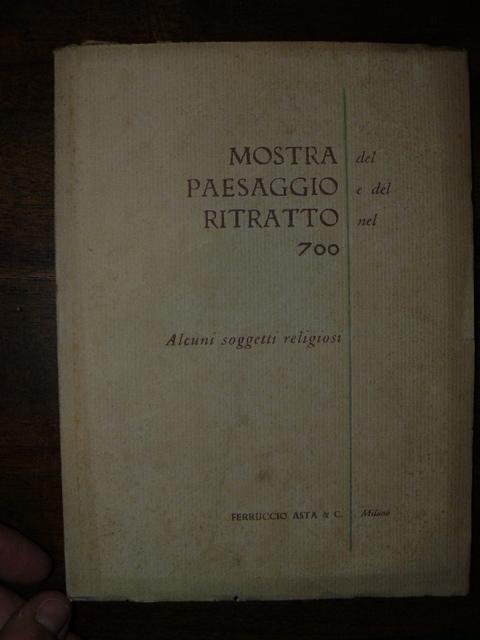 MOSTRA del
PAESAGGIO e del
RITRATTO nel
700
Alcuni soggetti religiosi
FERRUCCIO ASTA & C. Milano